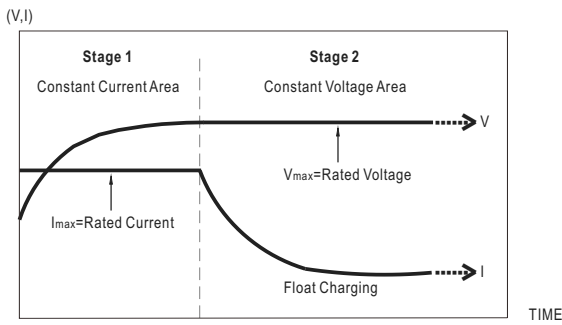 (V,I)
Stage 1
Stage 2
Constant Current Area
Constant Voltage Area
V
Vmax=Rated Voltage
Imax=Rated Current
I
Float Charging
TIME